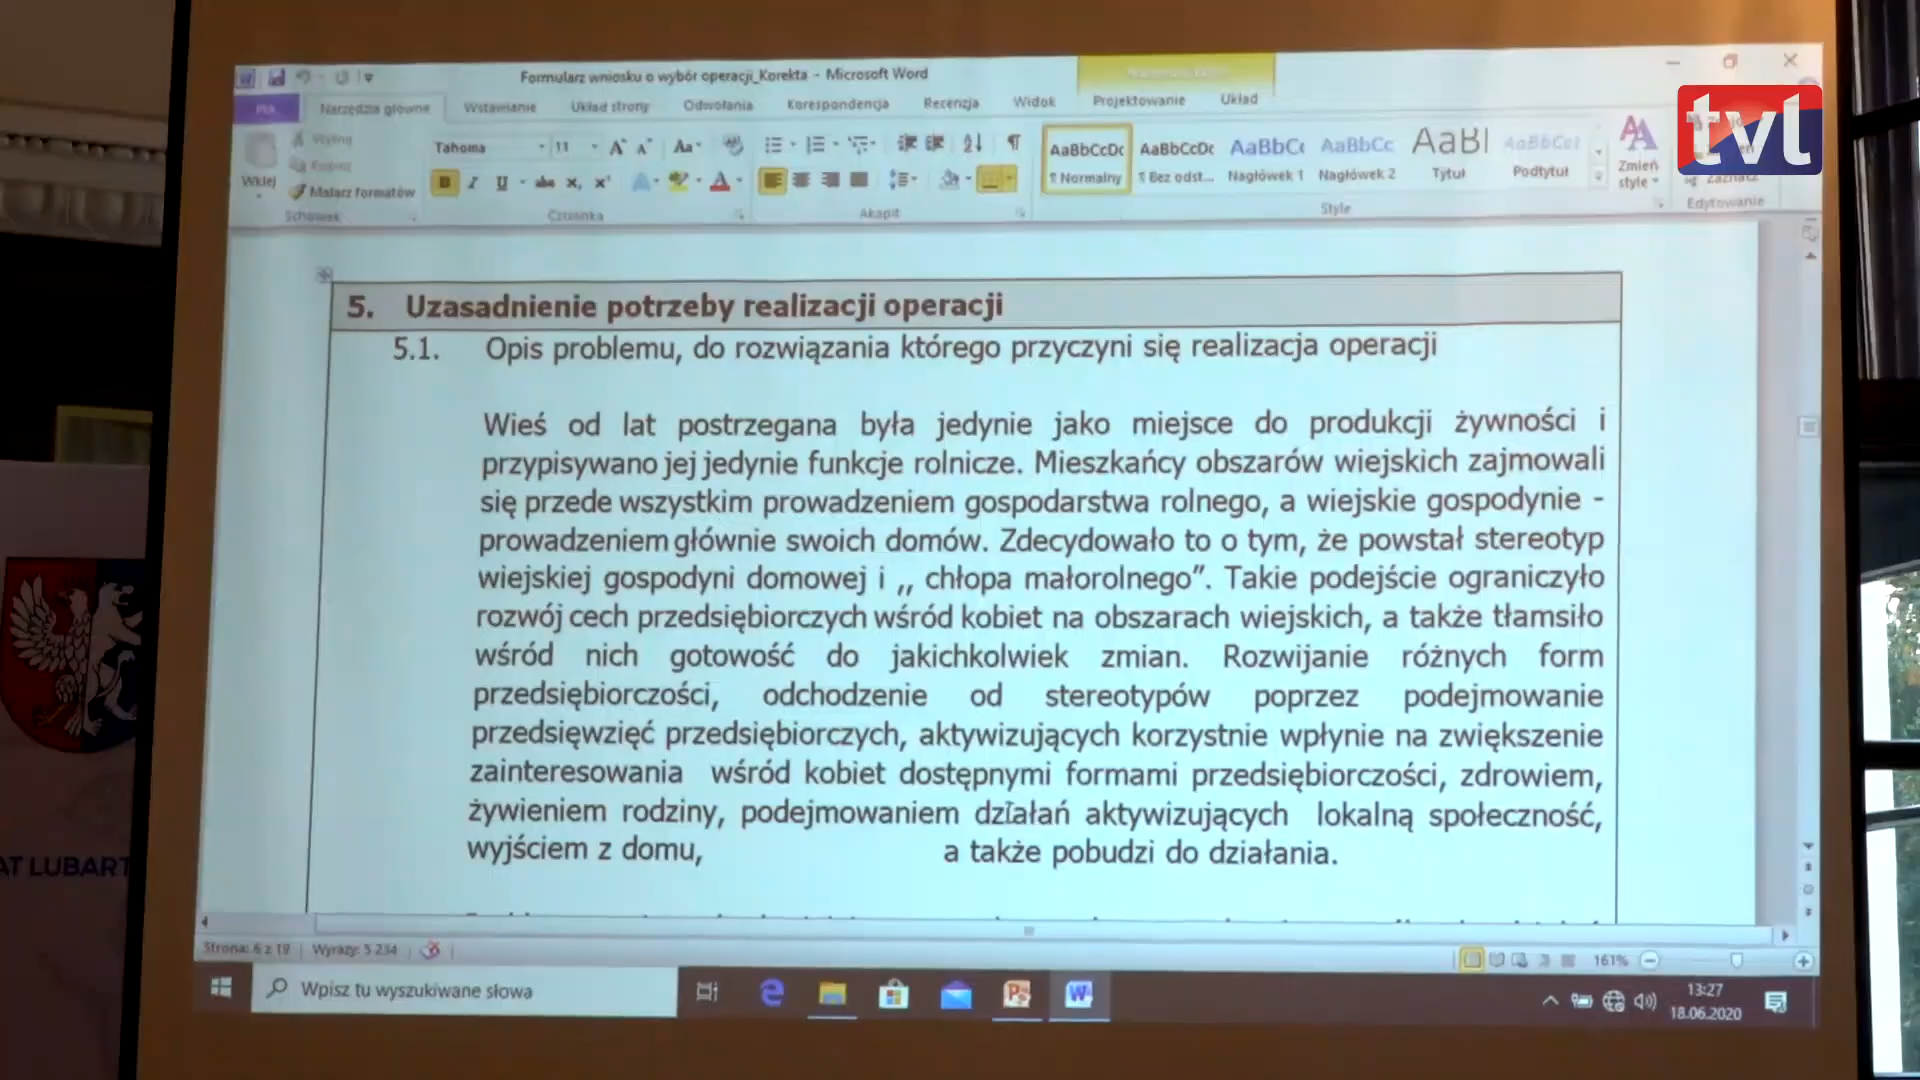 Formularz wniosku o wybór operacji_Korekta - Microsoft Word
Narzędzia główne Wstawianie Układ strony Odwołania Korespondencja Recenzja Widok Projektowanie Układ
tvl
Wklej
Malarz formatów
Schowek
Tahoma 11
Czcionka
Akapit
AaBbCcDc AaBbCcDc AaBbCc AaBbCc AaBl AaBbCcI
¶ Normalny ¶ Bez odst... Nagłówek 1 Nagłówek 2 Tytuł Podtytuł
Style
Zmień
style
Zaznacz
Edytowanie
5. Uzasadnienie potrzeby realizacji operacji
5.1. Opis problemu, do rozwiązania którego przyczyni się realizacja operacji
Wieś od lat postrzegana była jedynie jako miejsce do produkcji żywności i
przypisywano jej jedynie funkcje rolnicze. Mieszkańcy obszarów wiejskich zajmowali
się przede wszystkim prowadzeniem gospodarstwa rolnego, a wiejskie gospodynie -
prowadzeniem głównie swoich domów. Zdecydowało to o tym, że powstał stereotyp
wiejskiej gospodyni domowej i ,, chłopa małorolnego”. Takie podejście ograniczyło
rozwój cech przedsiębiorczych wśród kobiet na obszarach wiejskich, a także tłamsiło
wśród nich gotowość do jakichkolwiek zmian. Rozwijanie różnych form
przedsiębiorczości, odchodzenie od stereotypów poprzez podejmowanie
przedsięwzięć przedsiębiorczych, aktywizujących korzystnie wpłynie na zwiększenie
zainteresowania wśród kobiet dostępnymi formami przedsiębiorczości, zdrowiem,
żywieniem rodziny, podejmowaniem działań aktywizujących lokalną społeczność,
wyjściem z domu, a także pobudzi do działania.
AT LUBART
Strona: 6 z 19 Wyrazy: 5 234
161%
Wpisz tu wyszukiwane słowa
13:27
18.06.2020